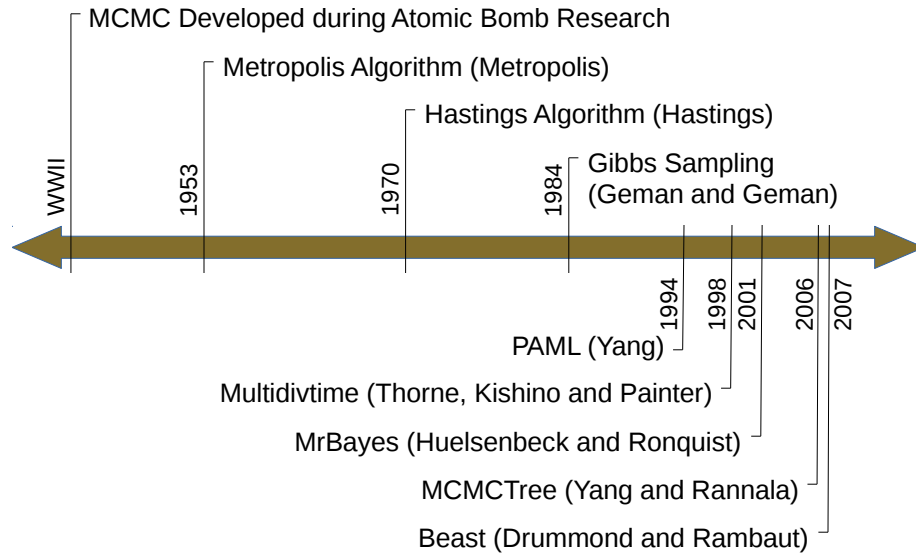 MCMC Developed during Atomic Bomb Research
Metropolis Algorithm (Metropolis)
Hastings Algorithm (Hastings)
Gibbs Sampling
(Geman and Geman)
WWII
1953
1970
1984
1994
1998
2001
2006
2007
PAML (Yang)
Multidivtime (Thorne, Kishino and Painter)
MrBayes (Huelsenbeck and Ronquist)
MCMCTree (Yang and Rannala)
Beast (Drummond and Rambaut)